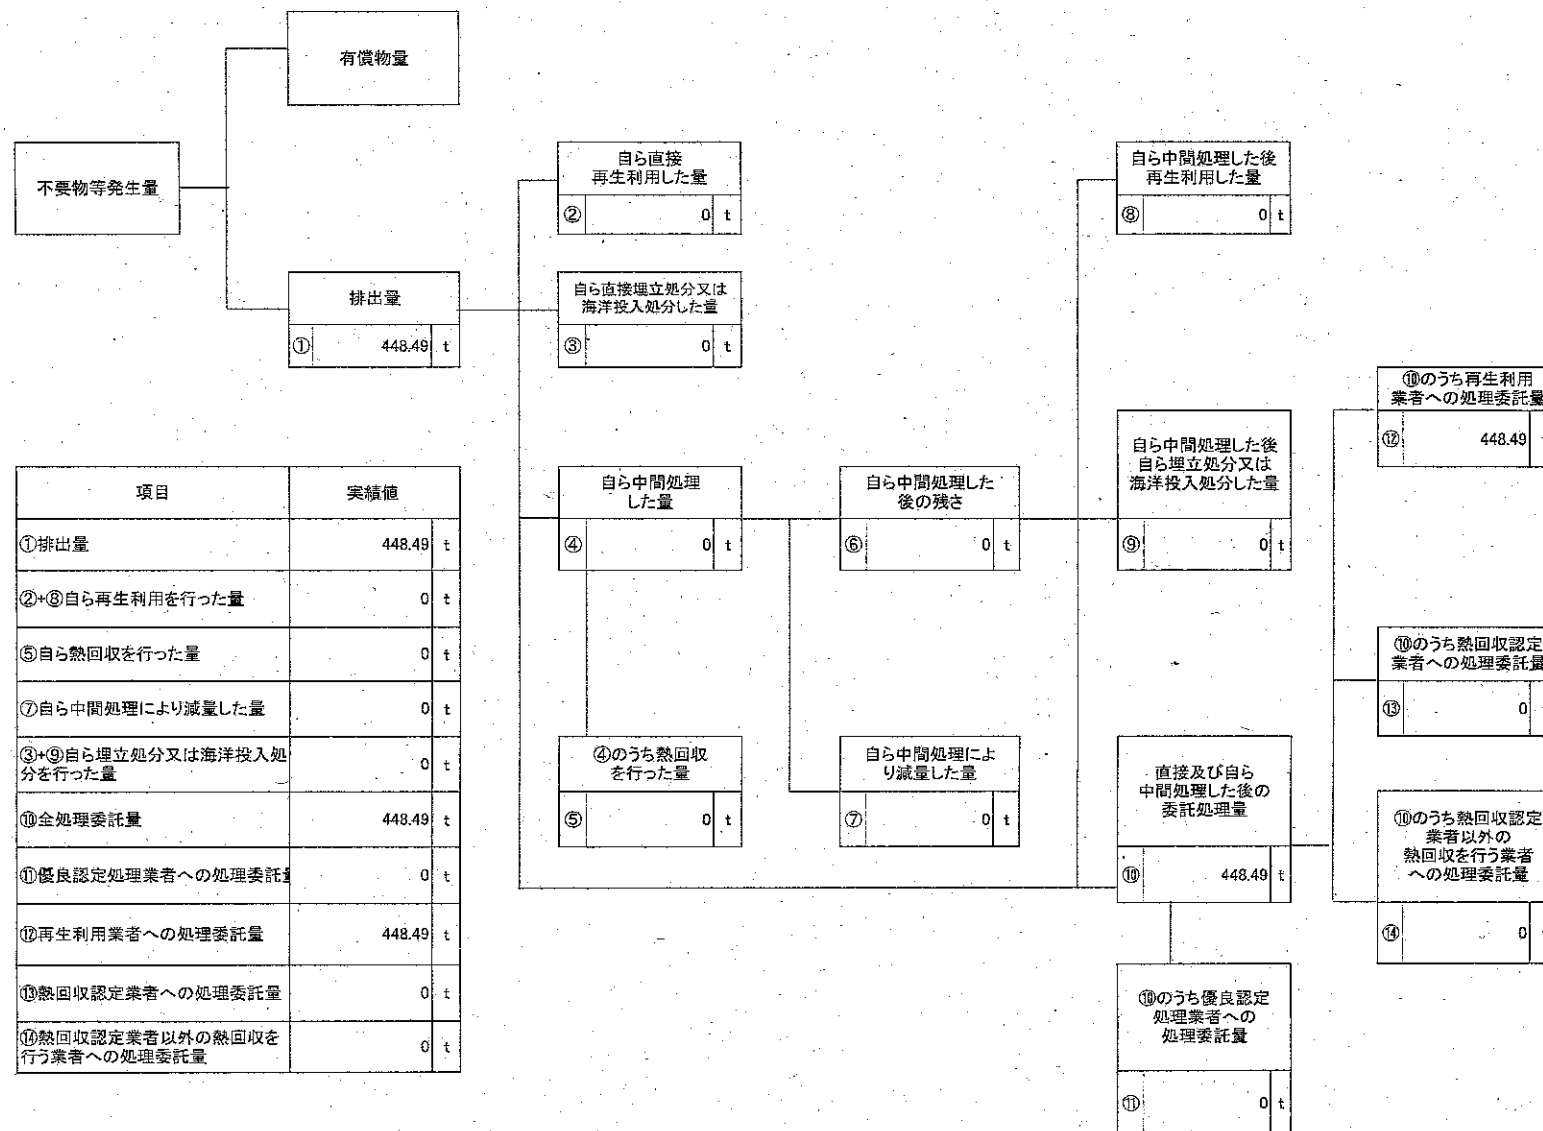 有償物量
不要物等発生量
自ら直接
再生利用した量
② 0 t
自ら中間処理した後
再生利用した量
⑧ 0 t
排出量
① 448.49 t
自ら直接埋立処分又は
海洋投入処分した量
③ 0 t
⑩のうち再生利用
業者への処理委託量
⑫ 448.49
自ら中間処理した後
自ら埋立処分又は
海洋投入処分した量
⑨ 0 t
自ら中間処理
した量
④ 0 t
自ら中間処理した
後の残さ
⑥ 0 t
項目 実績値
①排出量 448.49 t
②+⑧自ら再生利用を行った量 0 t
⑤自ら熱回収を行った量 0 t
⑦自ら中間処理により減量した量 0 t
③+⑨自ら埋立処分又は海洋投入処
分を行った量 0 t
⑩全処理委託量 448.49 t
⑪優良認定処理業者への処理委託量 0 t
⑫再生利用業者への処理委託量 448.49 t
⑬熱回収認定業者への処理委託量 0 t
⑭熱回収認定業者以外の熱回収を
行う業者への処理委託量 0 t
④のうち熱回収
を行った量
⑤ 0 t
自ら中間処理によ
り減量した量
⑦ 0 t
直接及び自ら
中間処理した後の
委託処理量
⑩ 448.49 t
⑩のうち熱回収認定
業者への処理委託量
⑬ 0
⑩のうち熱回収認定
業者以外の
熱回収を行う業者
への処理委託量
⑭ 0
⑩のうち優良認定
処理業者への
処理委託量
⑪ 0 t